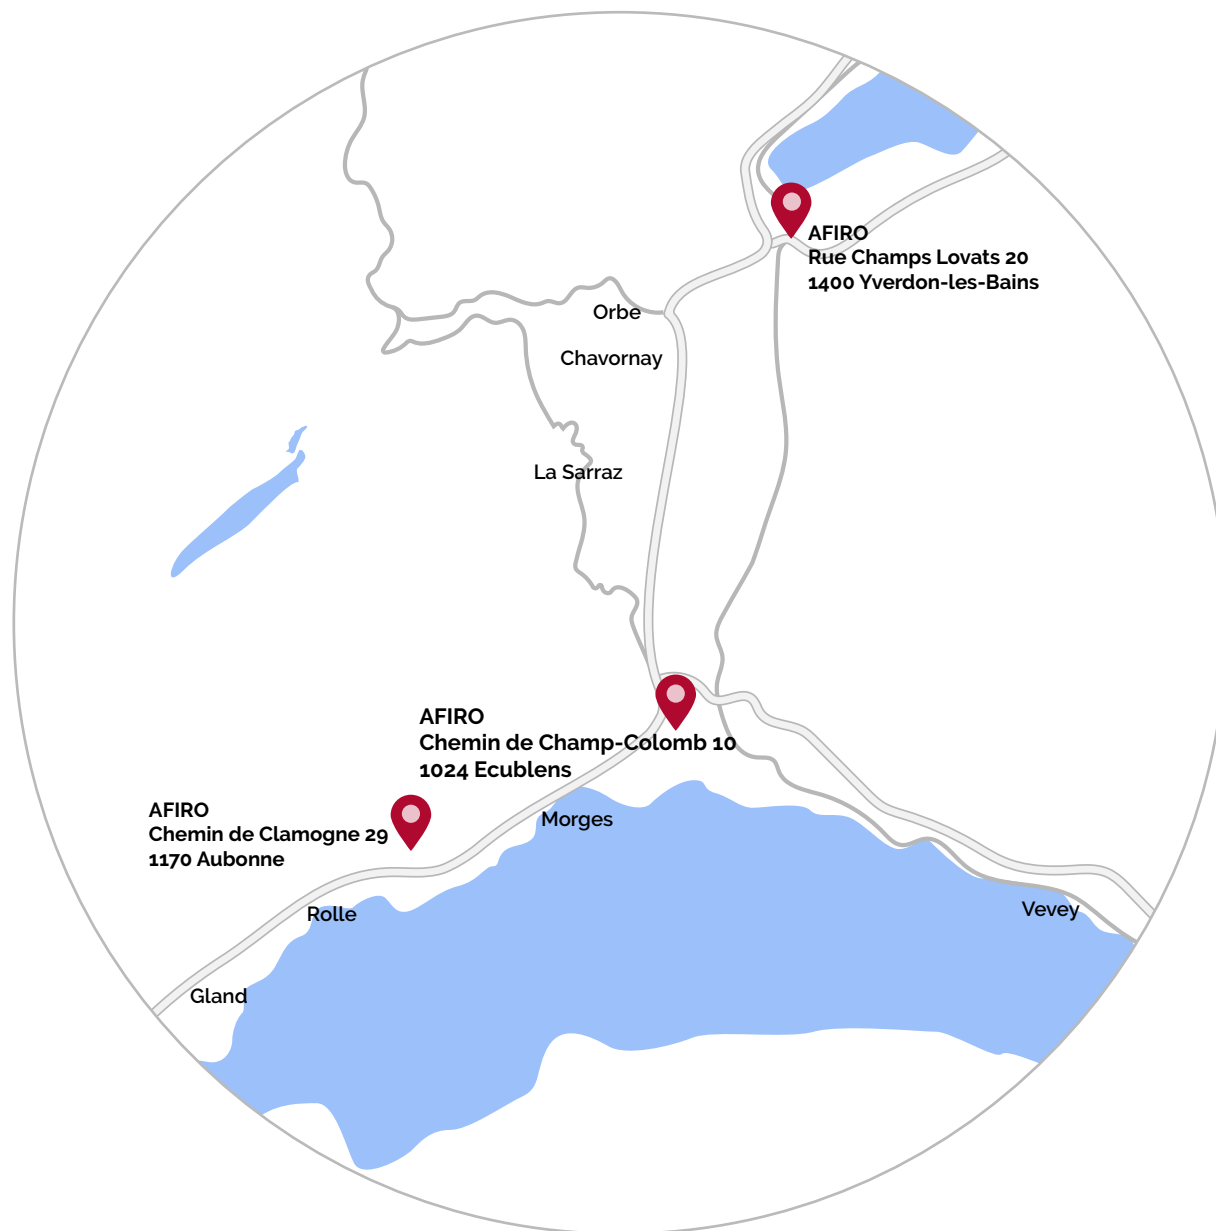 AFIRO
Rue Champs Lovats 20
1400 Yverdon-les-Bains
Orbe
Chavornay
La Sarraz
AFIRO
Chemin de Champ-Colomb 10
1024 Ecublens
AFIRO
Chemin de Clamogne 29
1170 Aubonne
Morges
Rolle
Vevey
Gland